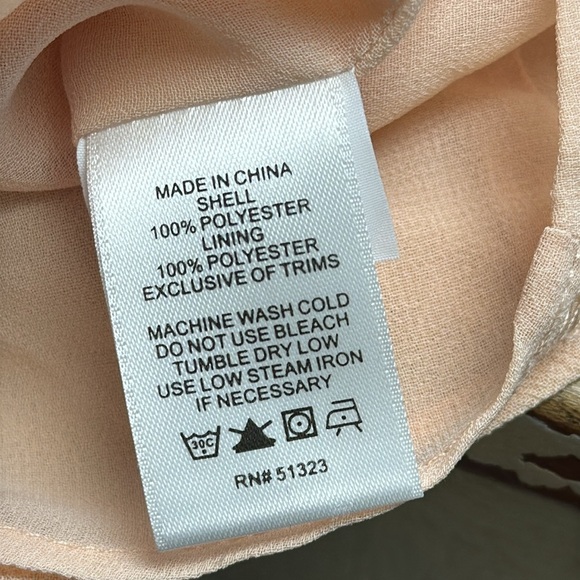 MADE IN CHINA
SHELL
100% POLYESTER
LINING
100% POLYESTER
EXCLUSIVE OF TRIMS
MACHINE WASH COLD
DO NOT USE BLEACH
TUMBLE DRY LOW
USE LOW STEAM IRON
IF NECESSARY
30C
RN# 51323